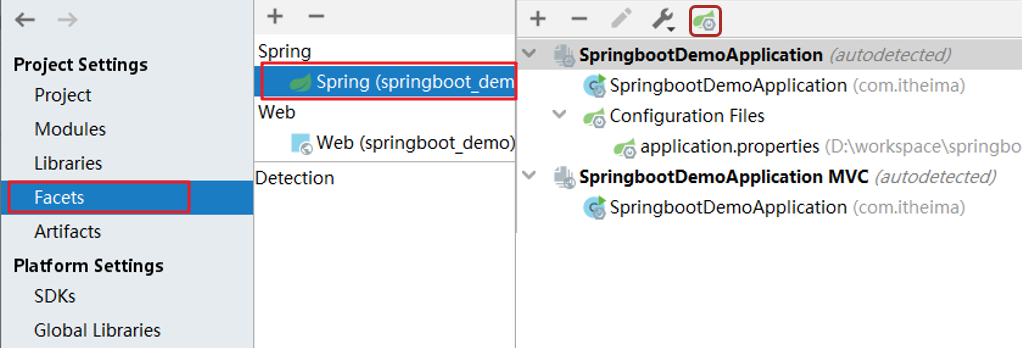 Project Settings
Project
Modules
Libraries
Facets
Artifacts
Platform Settings
SDKs
Global Libraries
Spring
Spring (springboot_dem
Web
Web (springboot_demo)
Detection
SpringbootDemoApplication (autodetected)
SpringbootDemoApplication (com.itheima)
Configuration Files
application.properties (D:\workspace\springbo
SpringbootDemoApplication MVC (autodetected)
SpringbootDemoApplication (com.itheima)